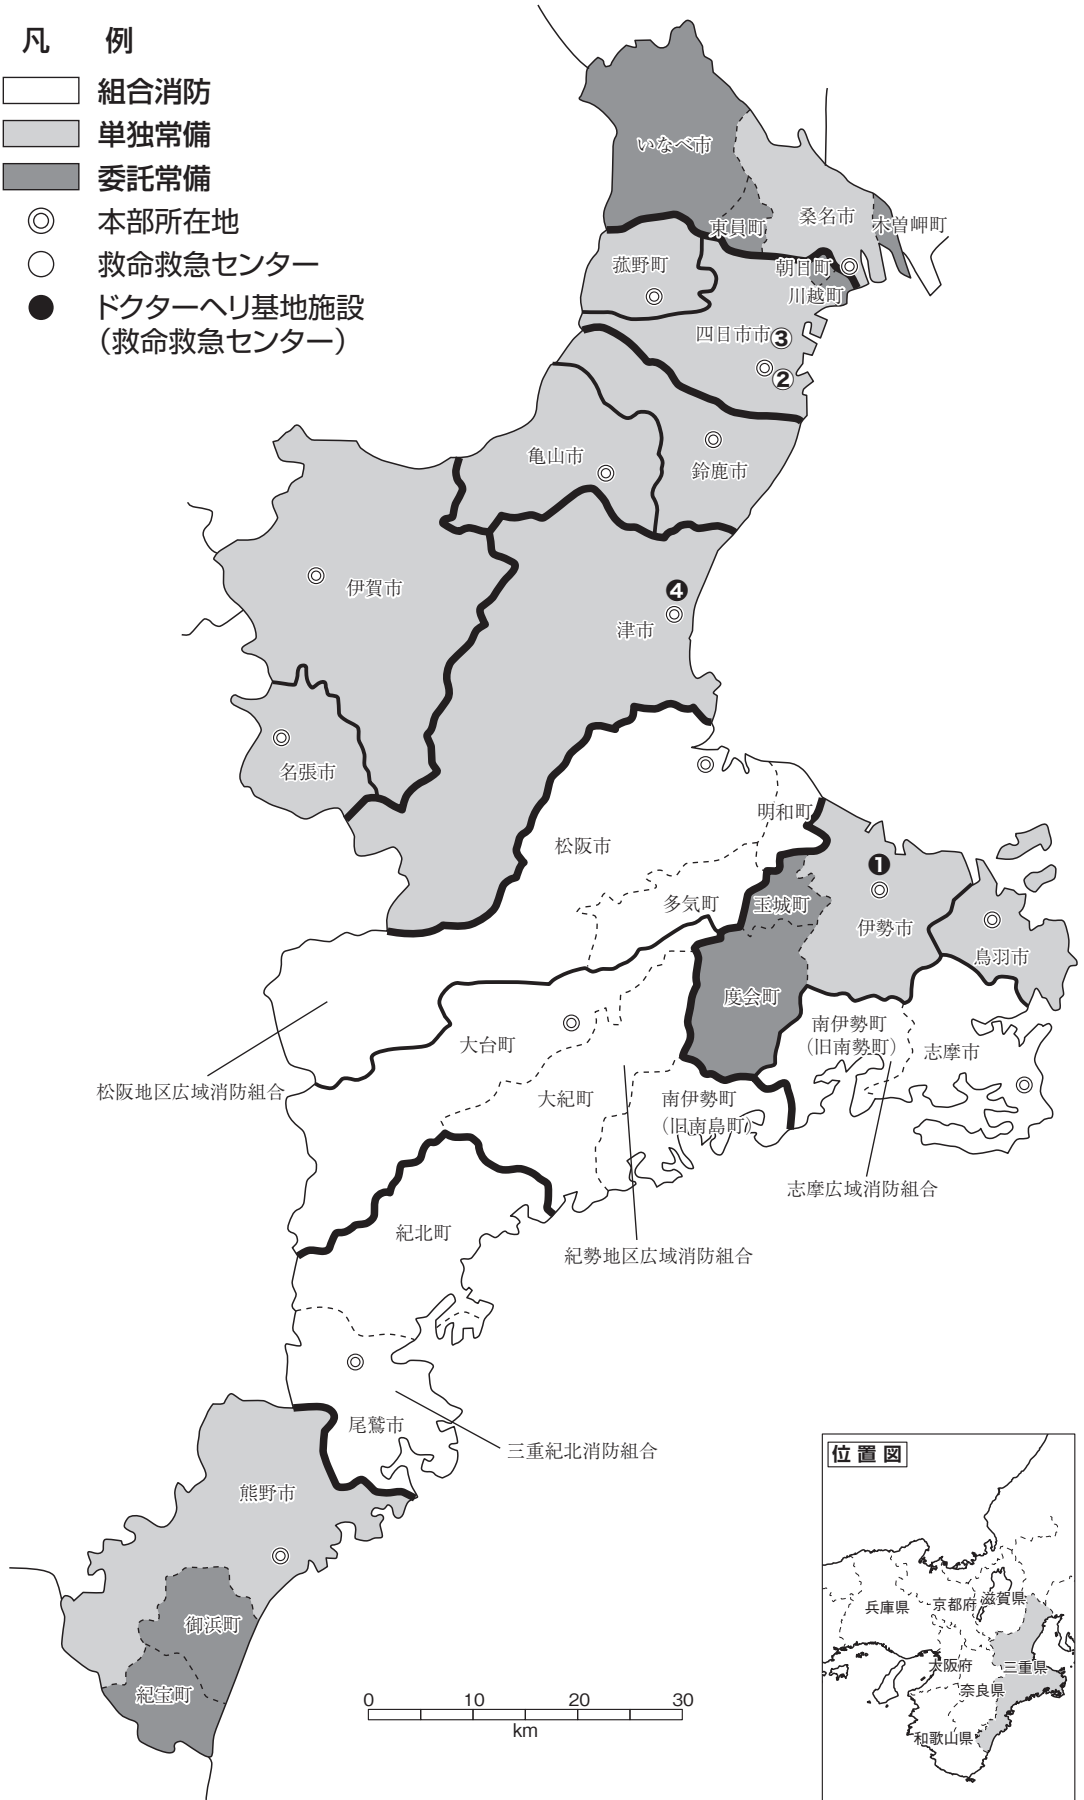 凡 例
組合消防
単独常備
委託常備
本部所在地
救命救急センター
ドクターヘリ基地施設
（救命救急センター）
いなべ市
東員町
桑名市
木曽岬町
菰野町
朝日町
川越町
四日市市
3
2
亀山市
鈴鹿市
伊賀市
4
津市
名張市
明和町
松阪市
1
多気町
玉城町
伊勢市
鳥羽市
度会町
南伊勢町
（旧南勢町）
志摩市
大台町
松阪地区広域消防組合
大紀町
南伊勢町
（旧南島町）
志摩広域消防組合
紀北町
紀勢地区広域消防組合
尾鷲市
三重紀北消防組合
熊野市
御浜町
紀宝町
0 10 20 30
km
位置図
兵庫県
京都府
滋賀県
大阪府
三重県
奈良県
和歌山県